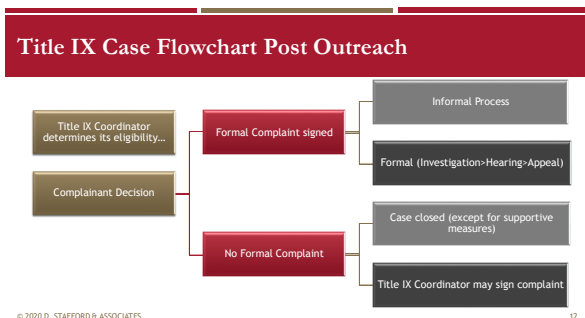 Title IX Case Flowchart Post Outreach
Title IX Coordinator
determines its eligibility…
Complainant Decision
Formal Complaint signed
No Formal Complaint
Informal Process
Formal (Investigation>Hearing>Appeal)
Case closed (except for supportive
measures)
Title IX Coordinator may sign complaint
© 2020 D. STAFFORD & ASSOCIATES